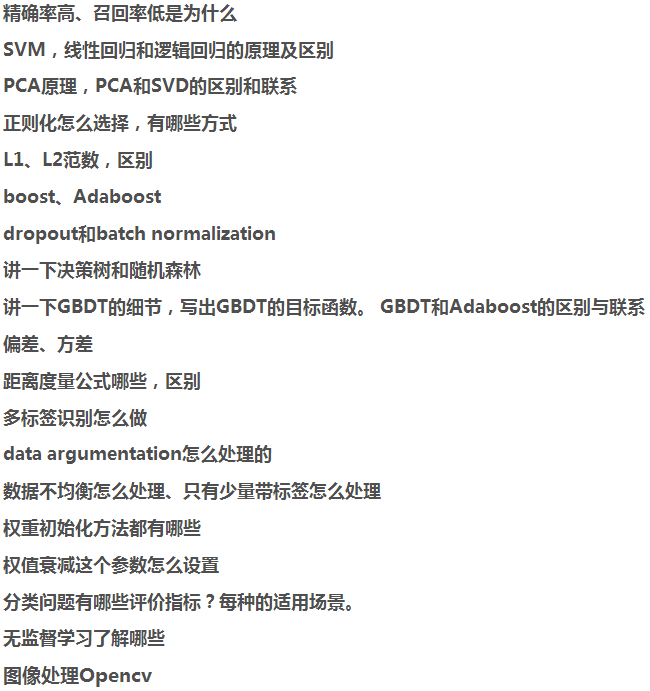 精确率高、召回率低是为什么
SVM，线性回归和逻辑回归的原理及区别
PCA原理，PCA和SVD的区别和联系
正则化怎么选择，有哪些方式
L1、L2范数，区别
boost、Adaboost
dropout和batch normalization
讲一下决策树和随机森林
讲一下GBDT的细节，写出GBDT的目标函数。 GBDT和Adaboost的区别与联系
偏差、方差
距离度量公式哪些，区别
多标签识别怎么做
data argumentation怎么处理的
数据不均衡怎么处理、只有少量带标签怎么处理
权重初始化方法都有哪些
权值衰减这个参数怎么设置
分类问题有哪些评价指标？每种的适用场景。
无监督学习了解哪些
图像处理Opencv